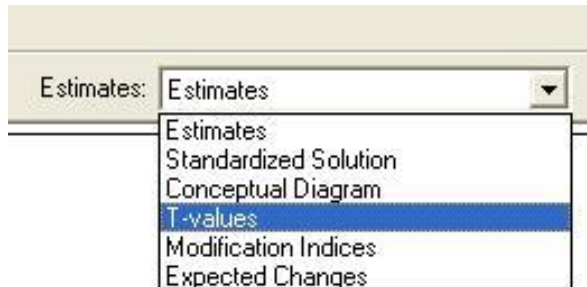 Estimates: Estimates
Estimates
Standardized Solution
Conceptual Diagram
T-values
Modification Indices
Expected Changes